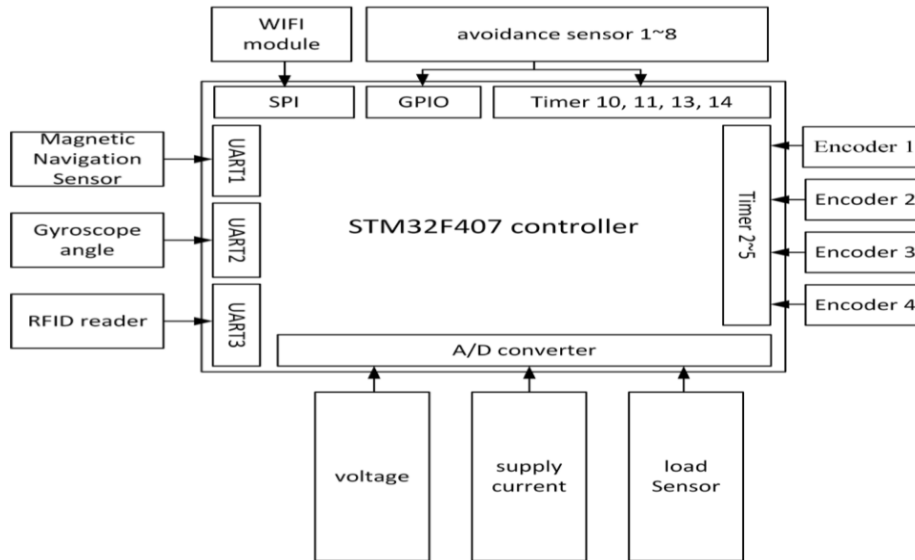 WIFI
module
avoidance sensor 1~8
SPI
GPIO
Timer 10, 11, 13, 14
Magnetic
Navigation
Sensor
UART1
Gyroscope
angle
UART2
RFID reader
UART3
STM32F407 controller
Timer 2~5
Encoder 1
Encoder 2
Encoder 3
Encoder 4
A/D converter
voltage
supply
current
load
Sensor